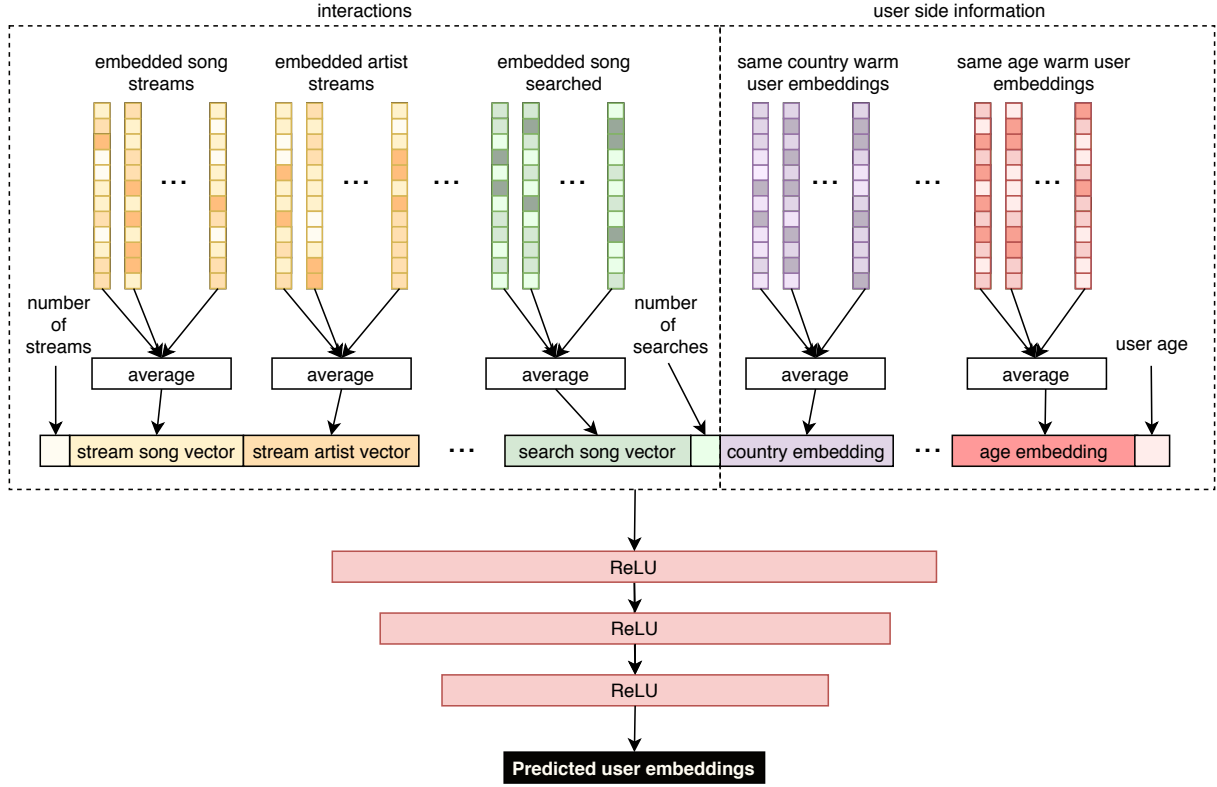 interactions
user side information
embedded song
streams
embedded artist
streams
embedded song
searched
same country warm
user embeddings
same age warm user
embeddings
...
...
...
...
...
...
...
number
of
streams
number
of
searches
user age
average
average
average
average
average
stream song vector
stream artist vector
...
search song vector
country embedding
...
age embedding
ReLU
ReLU
ReLU
Predicted user embeddings